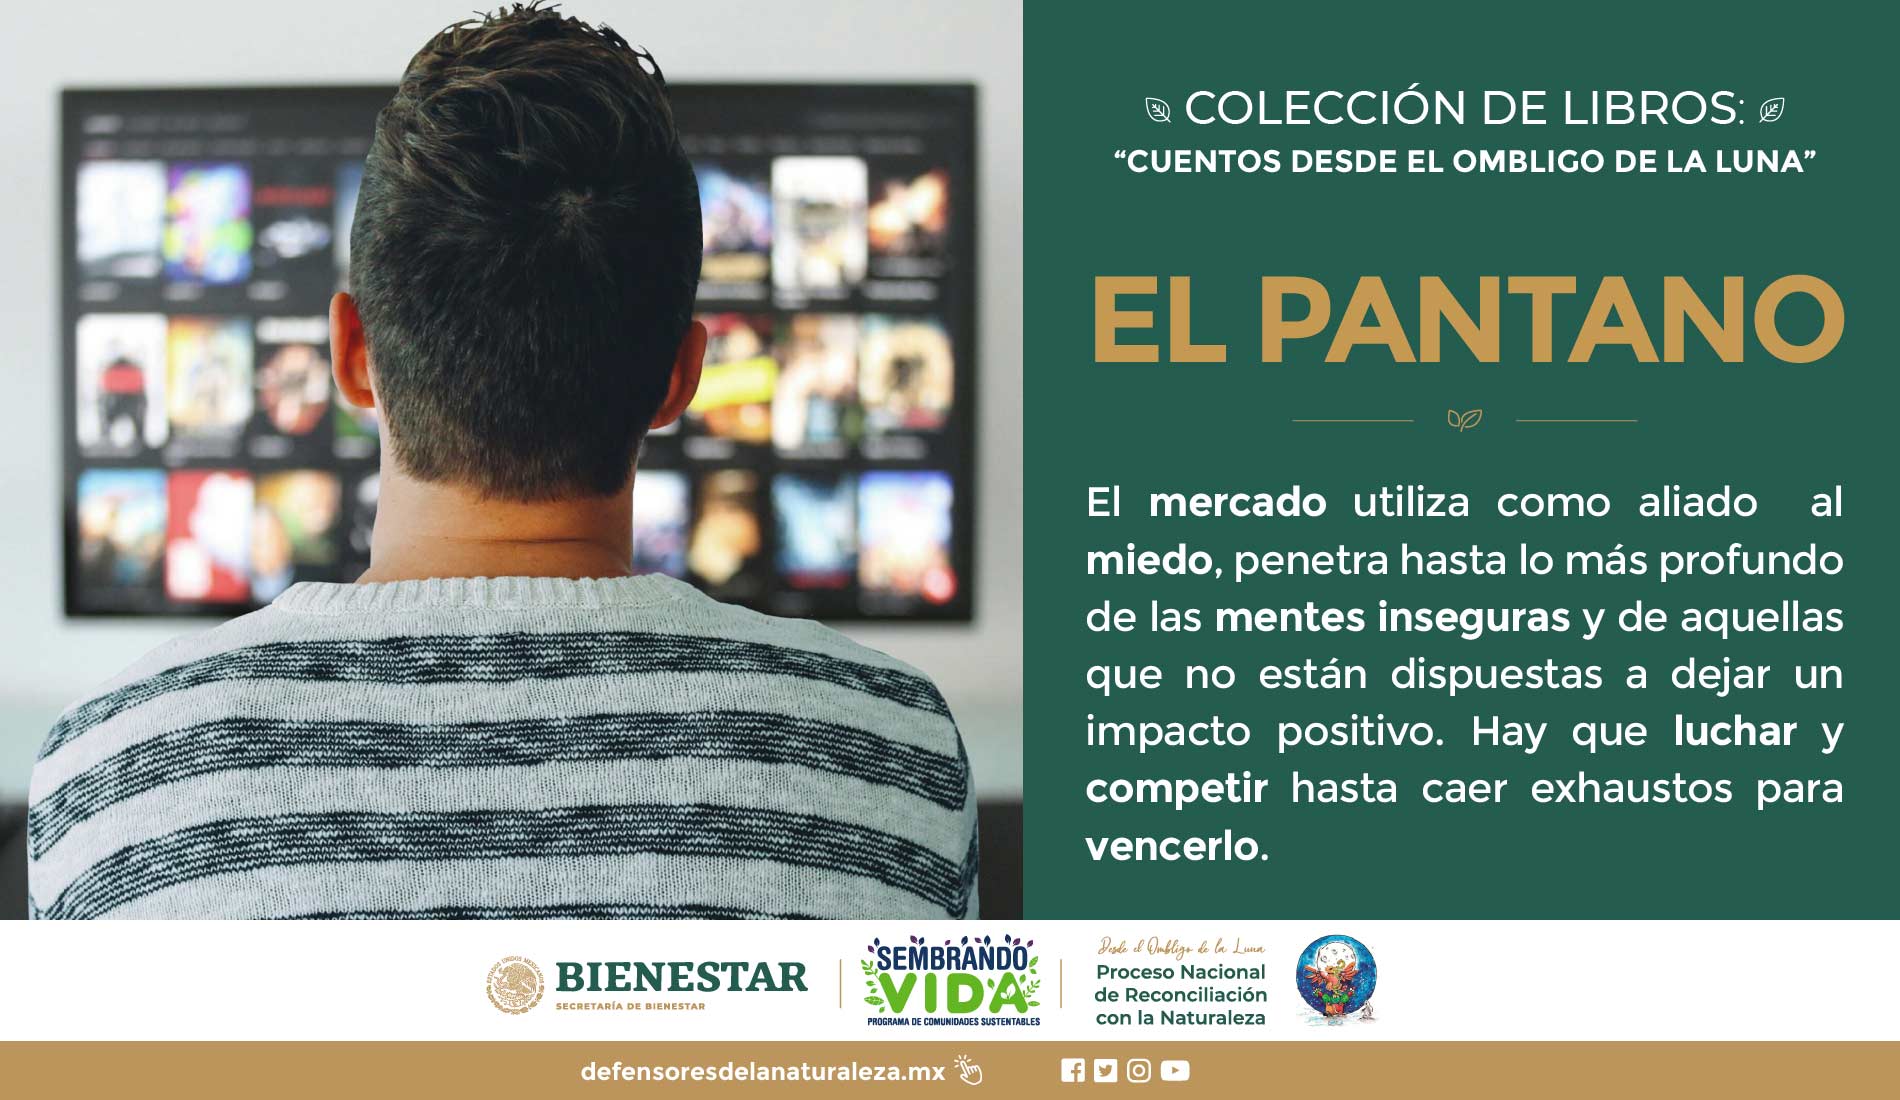 COLECCIÓN DE LIBROS:
“CUENTOS DESDE EL OMBLIGO DE LA LUNA”
EL PANTANO
El mercado utiliza como aliado al
miedo, penetra hasta lo más profundo
de las mentes inseguras y de aquellas
que no están dispuestas a dejar un
impacto positivo. Hay que luchar y
competir hasta caer exhaustos para
vencerlo.
ESTADOS UNIDOS MEXICANOS
BIENESTAR
SECRETARÍA DE BIENESTAR
SEMBRANDO
VIDA
PROGRAMA DE COMUNIDADES SUSTENTABLES
Desde el Ombligo de la Luna
Proceso Nacional
de Reconciliación
con la Naturaleza
defensoresdelanaturaleza.mx